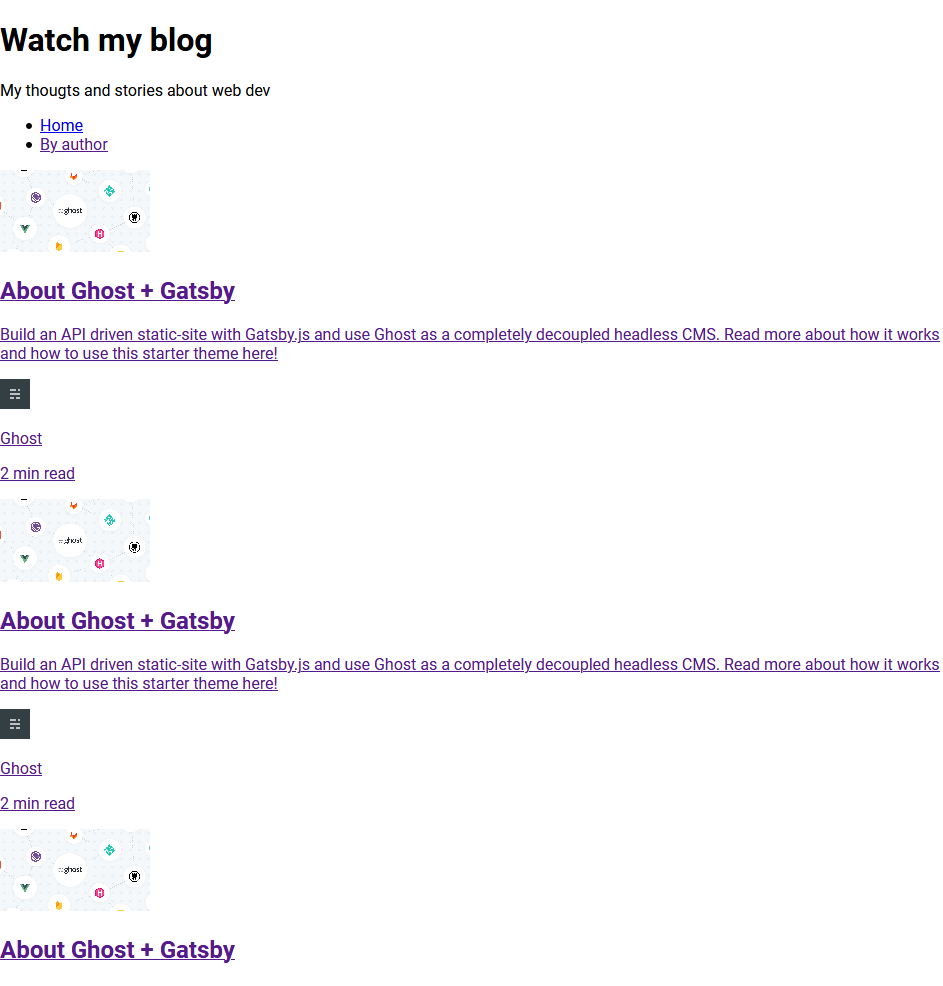 Watch my blog
My thougts and stories about web dev
Home
By author
ghost
About Ghost + Gatsby
Build an API driven static-site with Gatsby.js and use Ghost as a completely decoupled headless CMS. Read more about how it works
and how to use this starter theme here!
Ghost
2 min read
ghost
About Ghost + Gatsby
Build an API driven static-site with Gatsby.js and use Ghost as a completely decoupled headless CMS. Read more about how it works
and how to use this starter theme here!
Ghost
2 min read
ghost
About Ghost + Gatsby